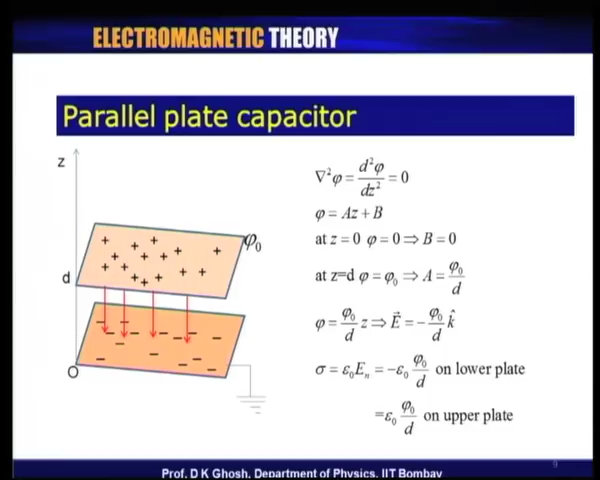 ELECTROMAGNETIC THEORY
Parallel plate capacitor
z
∇²φ = d²φ/dz² = 0
φ = Az + B
at z = 0 φ = 0 ⇒ B = 0
φ₀
d
at z=d φ = φ₀ ⇒ A = φ₀/d
φ = φ₀/d z ⇒ E⃗ = −φ₀/d k̂
O
σ = ε₀Eₙ = −ε₀ φ₀/d on lower plate
=ε₀ φ₀/d on upper plate
9
Prof. D K Ghosh, Department of Physics, IIT Bombay